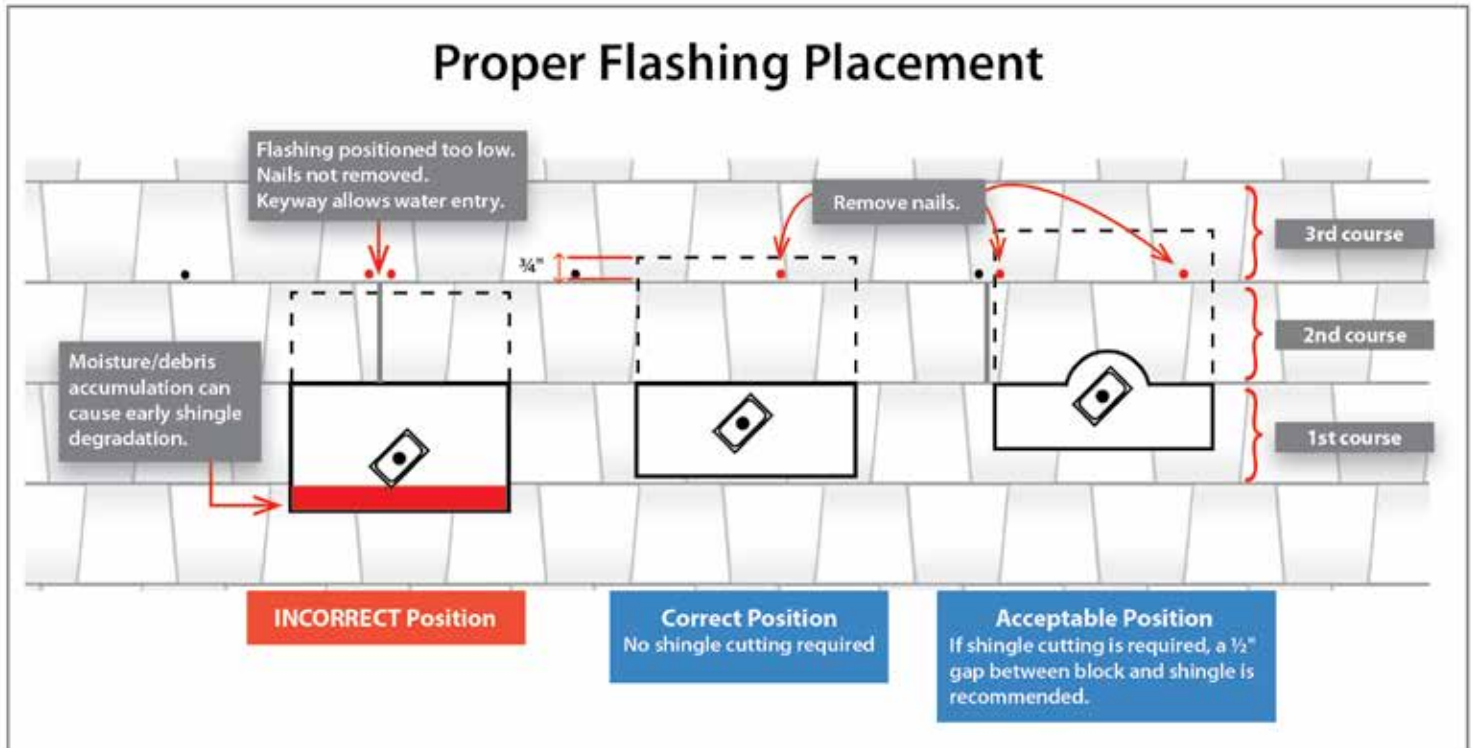 Proper Flashing Placement
Flashing positioned too low.
Nails not removed.
Keyway allows water entry.
Remove nails.
3rd course
¾"
2nd course
Moisture/debris
accumulation can
cause early shingle
degradation.
1st course
INCORRECT Position
Correct Position
No shingle cutting required
Acceptable Position
If shingle cutting is required, a ½"
gap between block and shingle is
recommended.